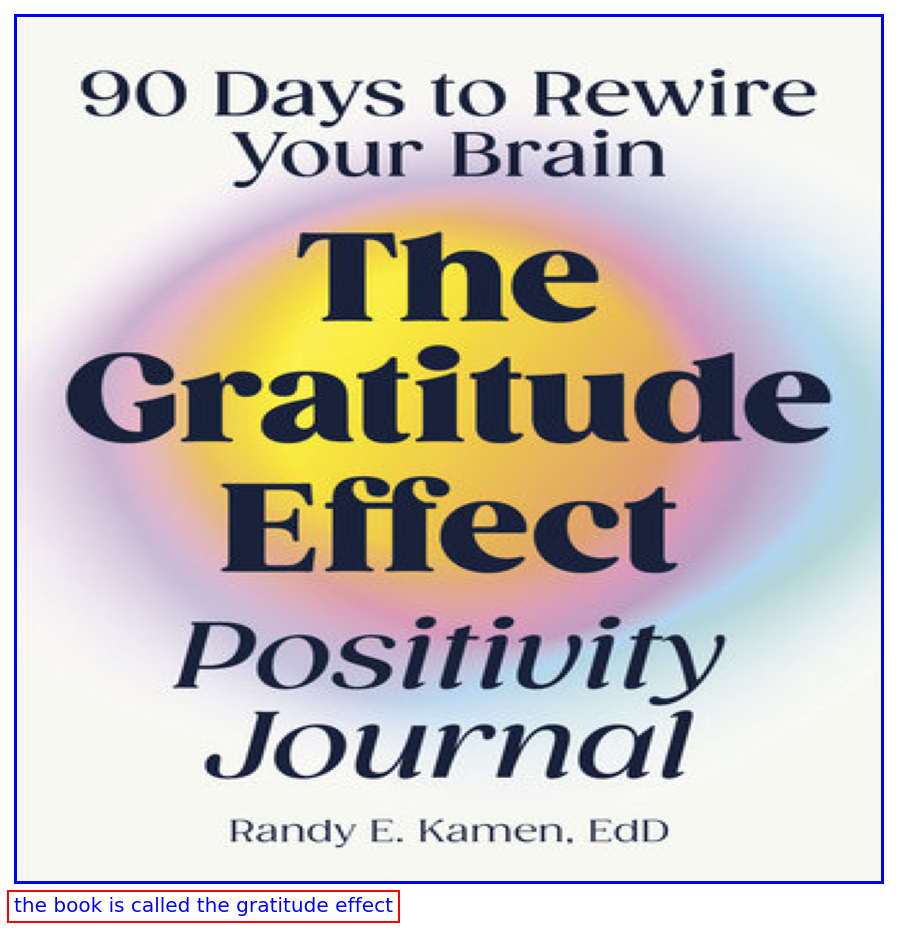 90 Days to Rewire
Your Brain
The
Gratitude
Effect
Positivity
Journal
Randy E. Kamen, EdD
the book is called the gratitude effect